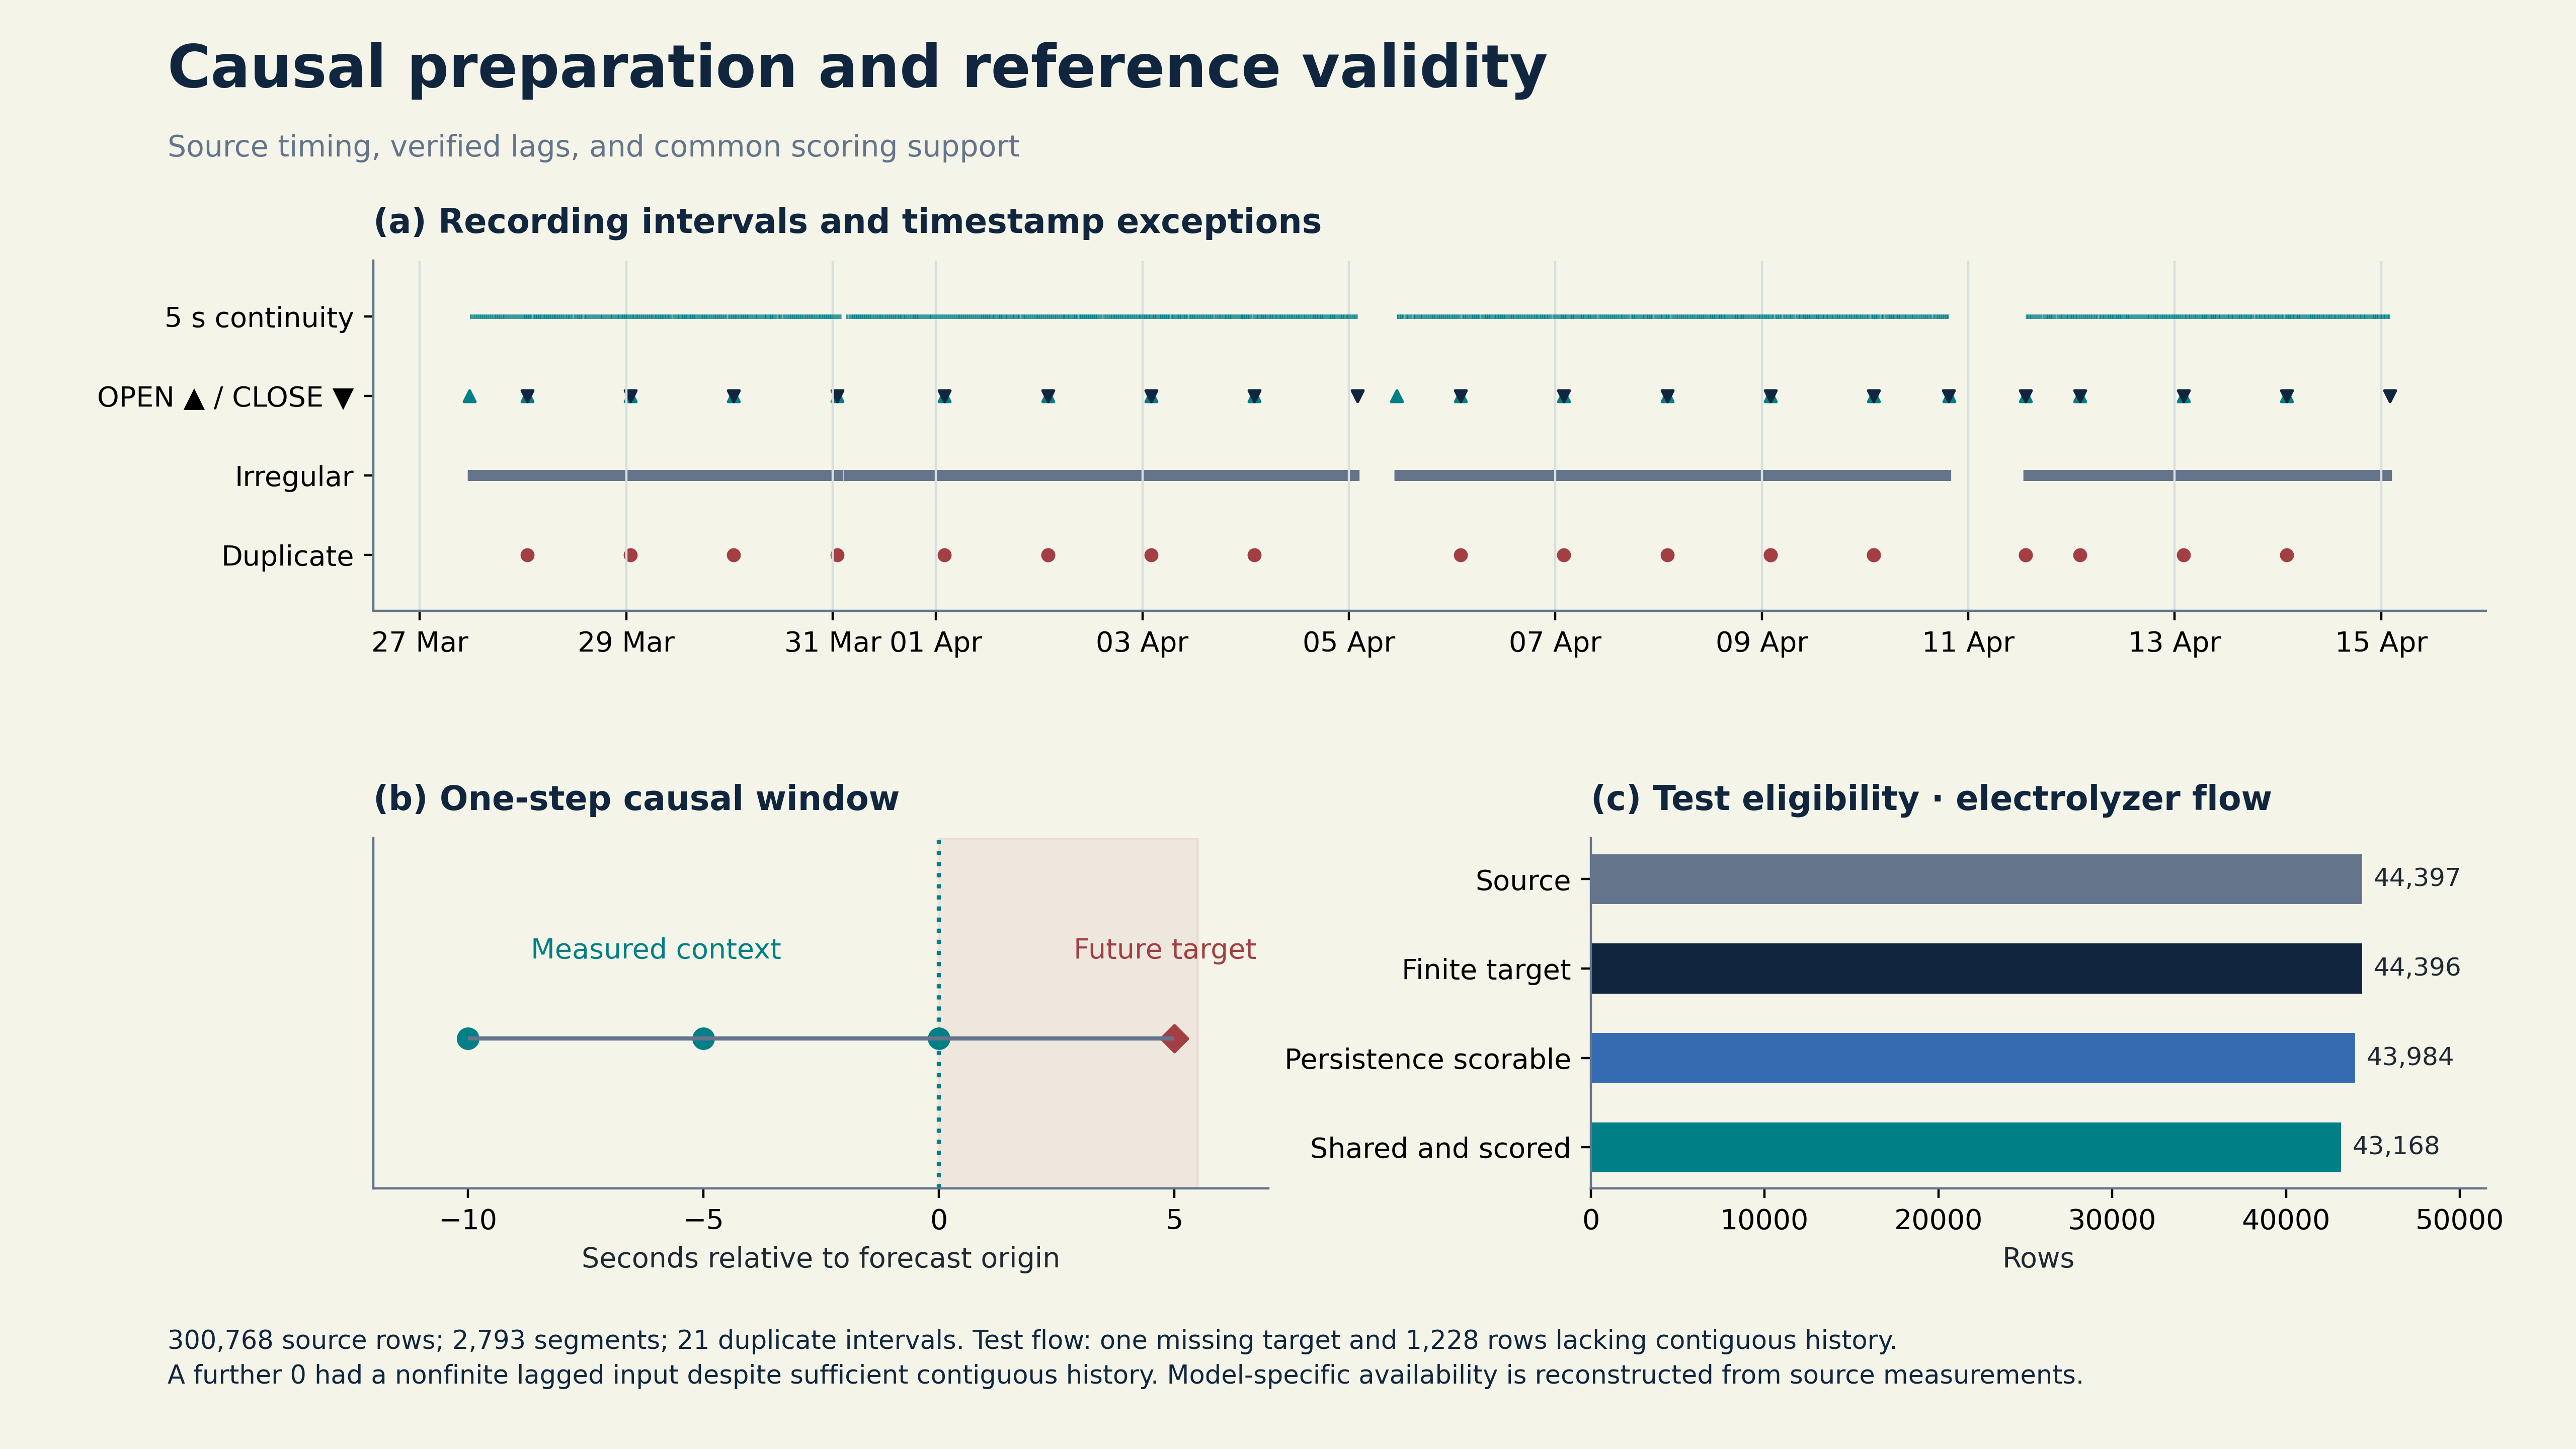 Causal preparation and reference validity
Source timing, verified lags, and common scoring support
(a) Recording intervals and timestamp exceptions
5 s continuity
OPEN ▲ / CLOSE ▼
Irregular
Duplicate
27 Mar 29 Mar 31 Mar 01 Apr 03 Apr 05 Apr 07 Apr 09 Apr 11 Apr 13 Apr 15 Apr
(b) One-step causal window
Measured context
Future target
−10 −5 0 5
Seconds relative to forecast origin
(c) Test eligibility · electrolyzer flow
Source 44,397
Finite target 44,396
Persistence scorable 43,984
Shared and scored 43,168
0 10000 20000 30000 40000 50000
Rows
300,768 source rows; 2,793 segments; 21 duplicate intervals. Test flow: one missing target and 1,228 rows lacking contiguous history.
A further 0 had a nonfinite lagged input despite sufficient contiguous history. Model-specific availability is reconstructed from source measurements.